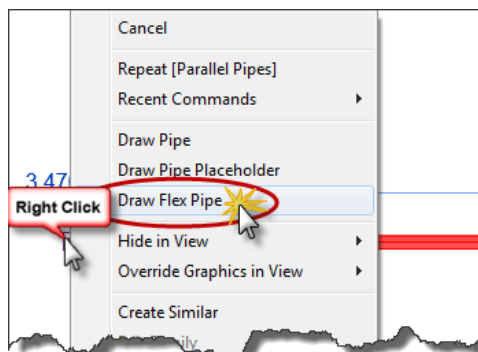 Cancel
Repeat [Parallel Pipes]
Recent Commands
Draw Pipe
Draw Pipe Placeholder
3.47
Draw Flex Pipe
Right Click
Hide in View
Override Graphics in View
Create Similar